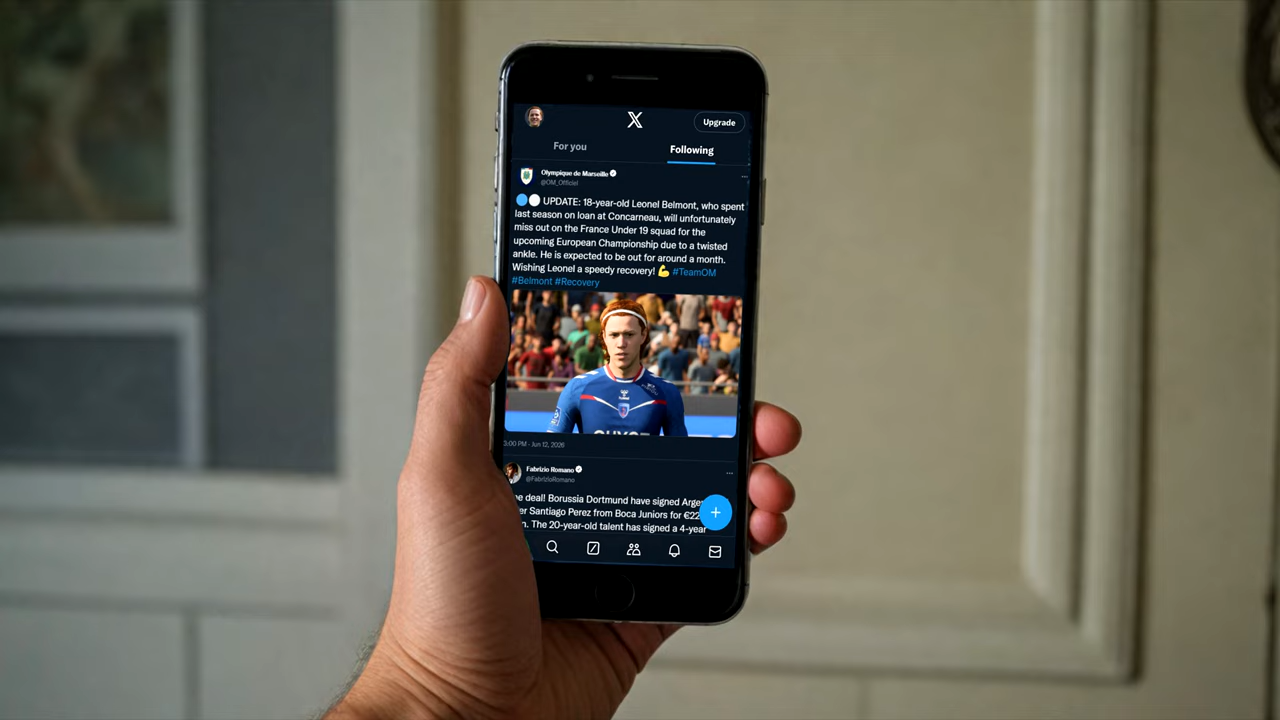 X
Upgrade
For you
Following
Olympique de Marseille
@OM_Officiel
UPDATE: 18-year-old Leonel Belmont, who spent
last season on loan at Concarneau, will unfortunately
miss out on the France Under 19 squad for the
upcoming European Championship due to a twisted
ankle. He is expected to be out for around a month.
Wishing Leonel a speedy recovery! 💪 #TeamOM
#Belmont #Recovery
3:00 PM - Jun 12, 2026
Fabrizio Romano
@FabrizioRomano
deal! Borussia Dortmund have signed
Santiago Perez from Boca Juniors for
The 20-year-old talent has signed a 4-year